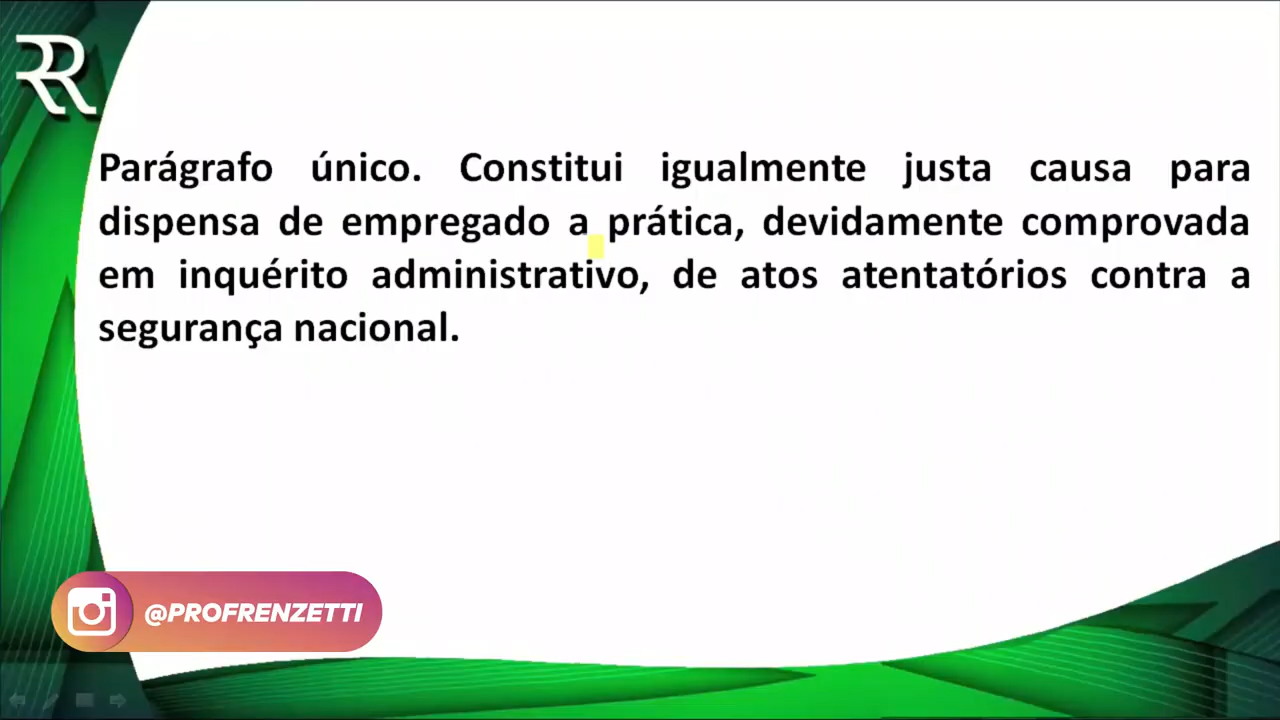 RR
Parágrafo único. Constitui igualmente justa causa para
dispensa de empregado a prática, devidamente comprovada
em inquérito administrativo, de atos atentatórios contra a
segurança nacional.
@PROFRENZETTI